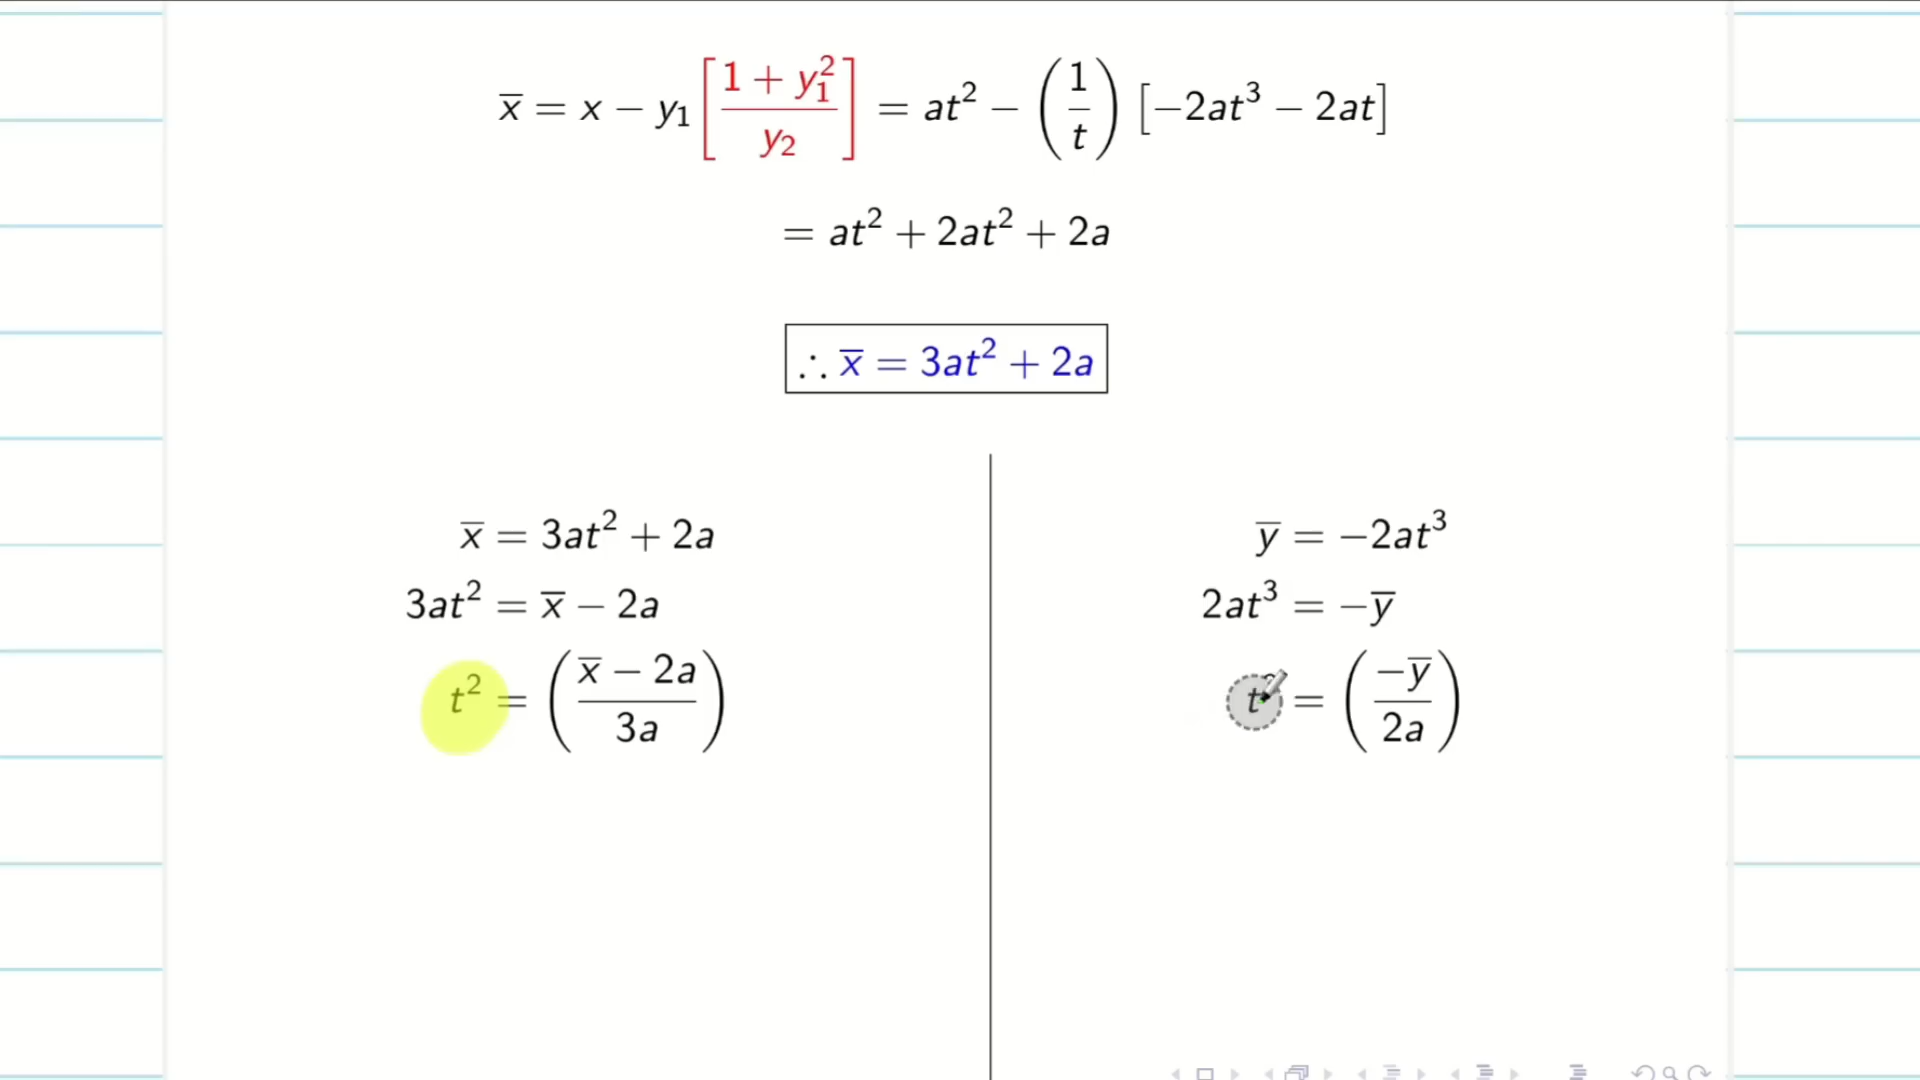 x̅ = x − y₁ [(1 + y₁²)/y₂] = at² − (1/t) [−2at³ − 2at]
= at² + 2at² + 2a
∴ x̅ = 3at² + 2a
x̅ = 3at² + 2a
3at² = x̅ − 2a
t² = ((x̅ − 2a)/3a)
y̅ = −2at³
2at³ = −y̅
t = (−y̅/2a)